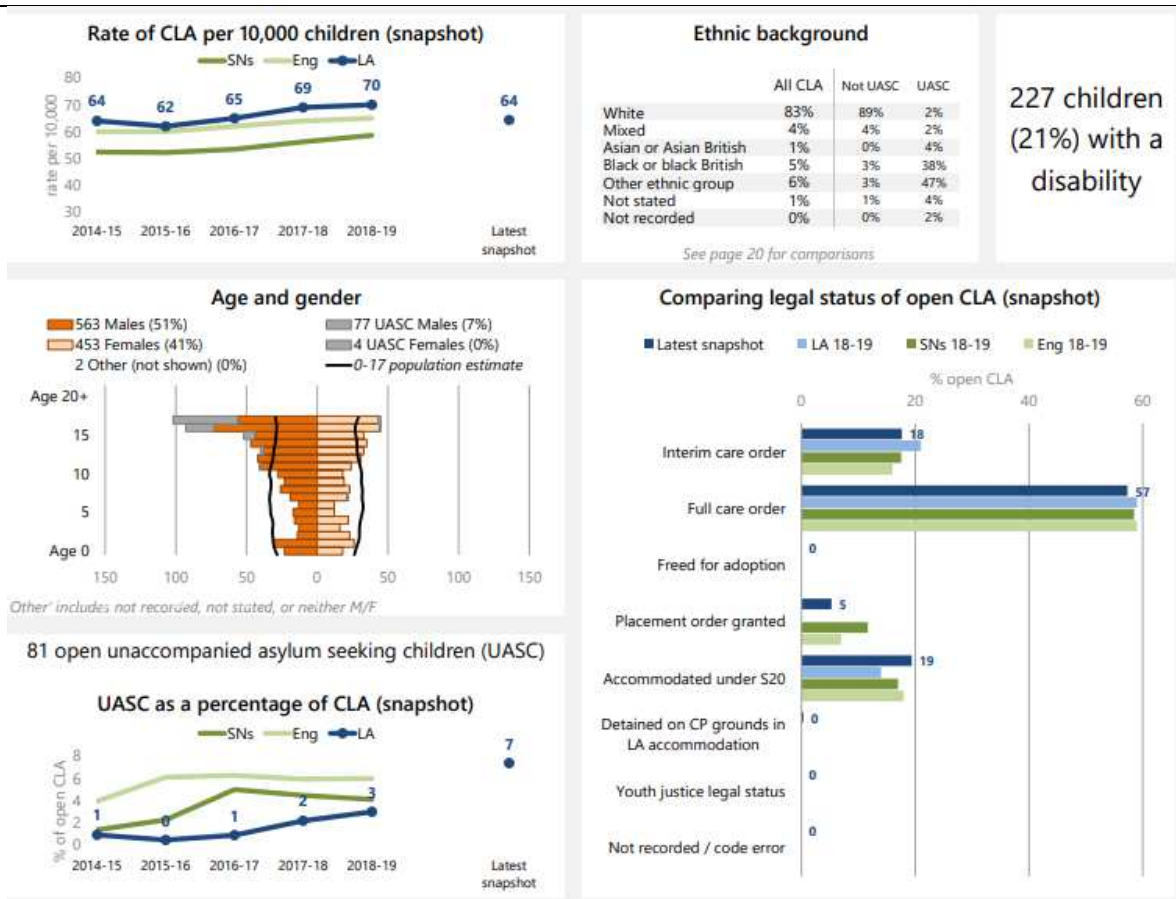 Rate of CLA per 10,000 children (snapshot)
SNs Eng LA
80
70
60
50
40
30
rate per 10,000
64 62 65 69 70 64
2014-15 2015-16 2016-17 2017-18 2018-19 Latest
snapshot
Ethnic background
All CLA Not UASC UASC
White 83% 89% 2%
Mixed 4% 4% 2%
Asian or Asian British 1% 0% 4%
Black or black British 5% 3% 38%
Other ethnic group 6% 3% 47%
Not stated 1% 1% 4%
Not recorded 0% 0% 2%
See page 20 for comparisons
227 children
(21%) with a
disability
Age and gender
563 Males (51%) 77 UASC Males (7%)
453 Females (41%) 4 UASC Females (0%)
2 Other (not shown) (0%) 0-17 population estimate
Age 20+
15
10
5
Age 0
150 100 50 0 50 100 150
Other' includes not recorded, not stated, or neither M/F
81 open unaccompanied asylum seeking children (UASC)
UASC as a percentage of CLA (snapshot)
SNs Eng LA
8
6
4
2
0
% of open CLA
1 0 1 2 3 7
2014-15 2015-16 2016-17 2017-18 2018-19 Latest
snapshot
Comparing legal status of open CLA (snapshot)
Latest snapshot LA 18-19 SNs 18-19 Eng 18-19
% open CLA
0 20 40 60
Interim care order 18
Full care order 57
Freed for adoption 0
Placement order granted 5
Accommodated under S20 19
Detained on CP grounds in 0
LA accommodation
Youth justice legal status 0
Not recorded / code error 0